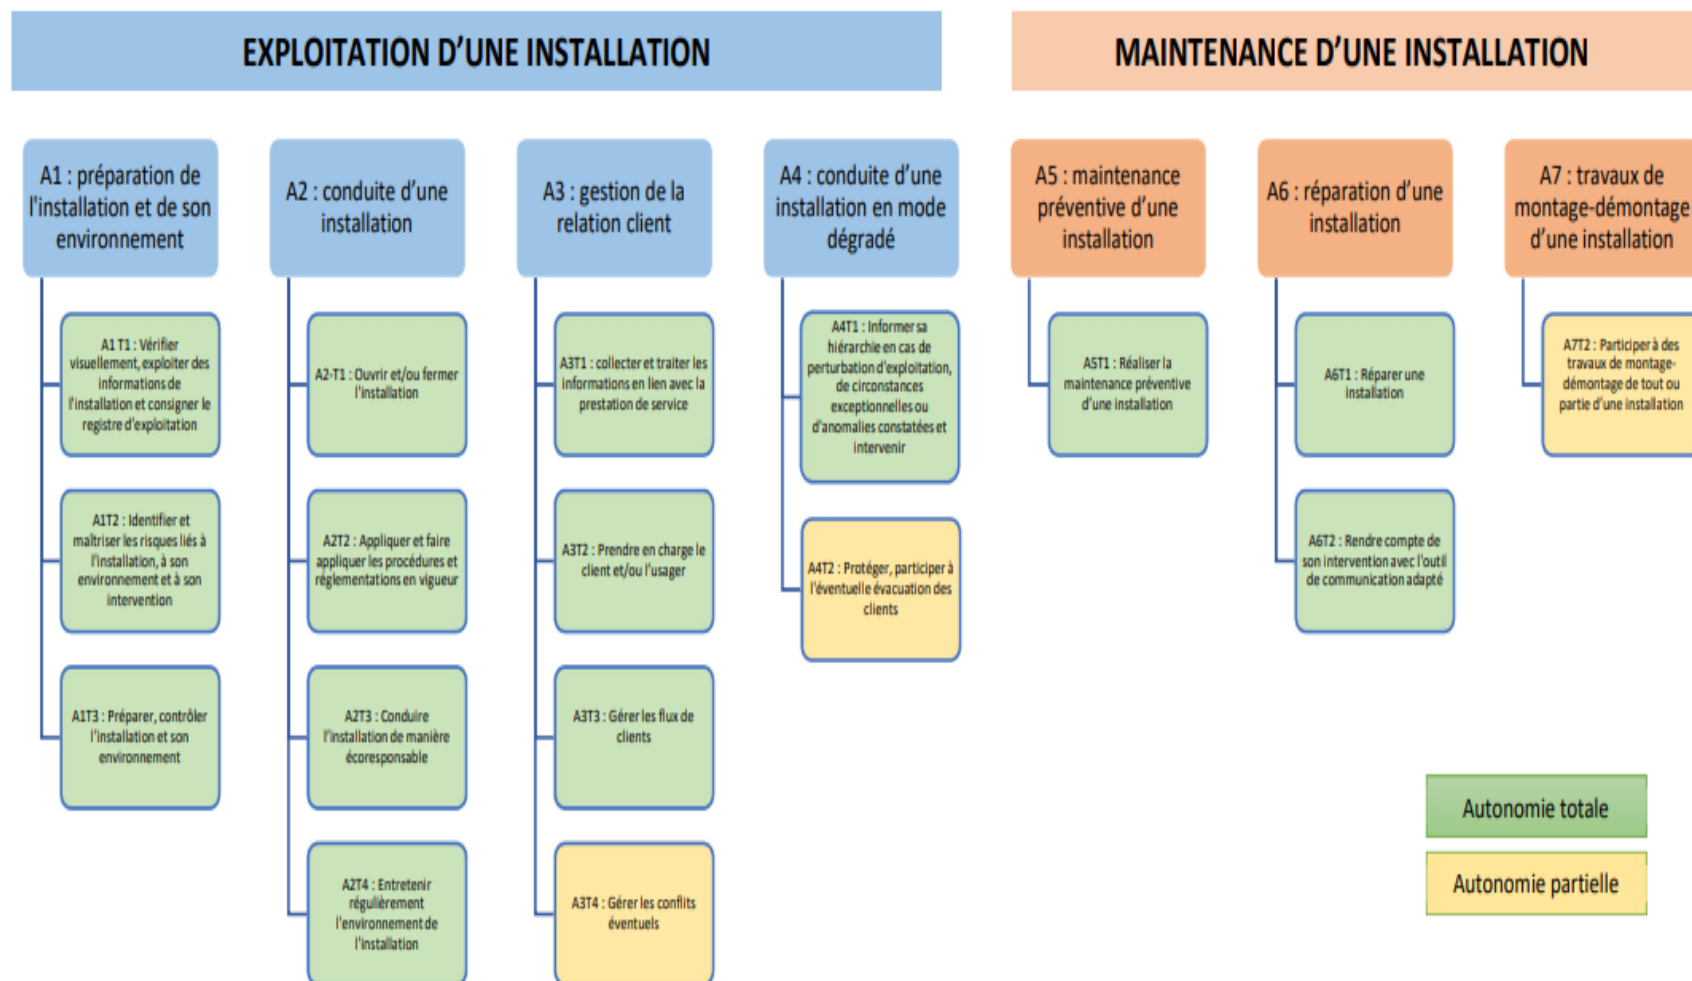 EXPLOITATION D’UNE INSTALLATION
MAINTENANCE D’UNE INSTALLATION
A1 : préparation de
l'installation et de son
environnement
A2 : conduite d’une
installation
A3 : gestion de la
relation client
A4 : conduite d’une
installation en mode
dégradé
A5 : maintenance
préventive d’une
installation
A6 : réparation d’une
installation
A7 : travaux de
montage-démontage
d’une installation
A1 T1 : Vérifier
visuellement, exploiter des
informations de
l’installation et consigner le
registre d’exploitation
A1T2 : Identifier et
maîtriser les risques liés à
l’installation, à son
environnement et à son
intervention
A1T3 : Préparer, contrôler
l’installation et son
environnement
A2-T1 : Ouvrir et/ou fermer
l'installation
A2T2 : Appliquer et faire
appliquer les procédures et
réglementations en vigueur
A2T3 : Conduire
l’installation de manière
écoresponsable
A2T4 : Entretenir
régulièrement
l'environnement de
l’installation
A3T1 : collecter et traiter les
informations en lien avec la
prestation de service
A3T2 : Prendre en charge le
client et/ou l’usager
A3T3 : Gérer les flux de
clients
A3T4 : Gérer les conflits
éventuels
A4T1 : Informer sa
hiérarchie en cas de
perturbation d'exploitation,
de circonstances
exceptionnelles ou
d'anomalies constatées et
intervenir
A4T2 : Protéger, participer à
l’éventuelle évacuation des
clients
A5T1 : Réaliser la
maintenance préventive
d’une installation
A6T1 : Réparer une
installation
A6T2 : Rendre compte de
son intervention avec l'outil
de communication adapté
A7T2 : Participer à des
travaux de montage-
démontage de tout ou
partie d’une installation
Autonomie totale
Autonomie partielle